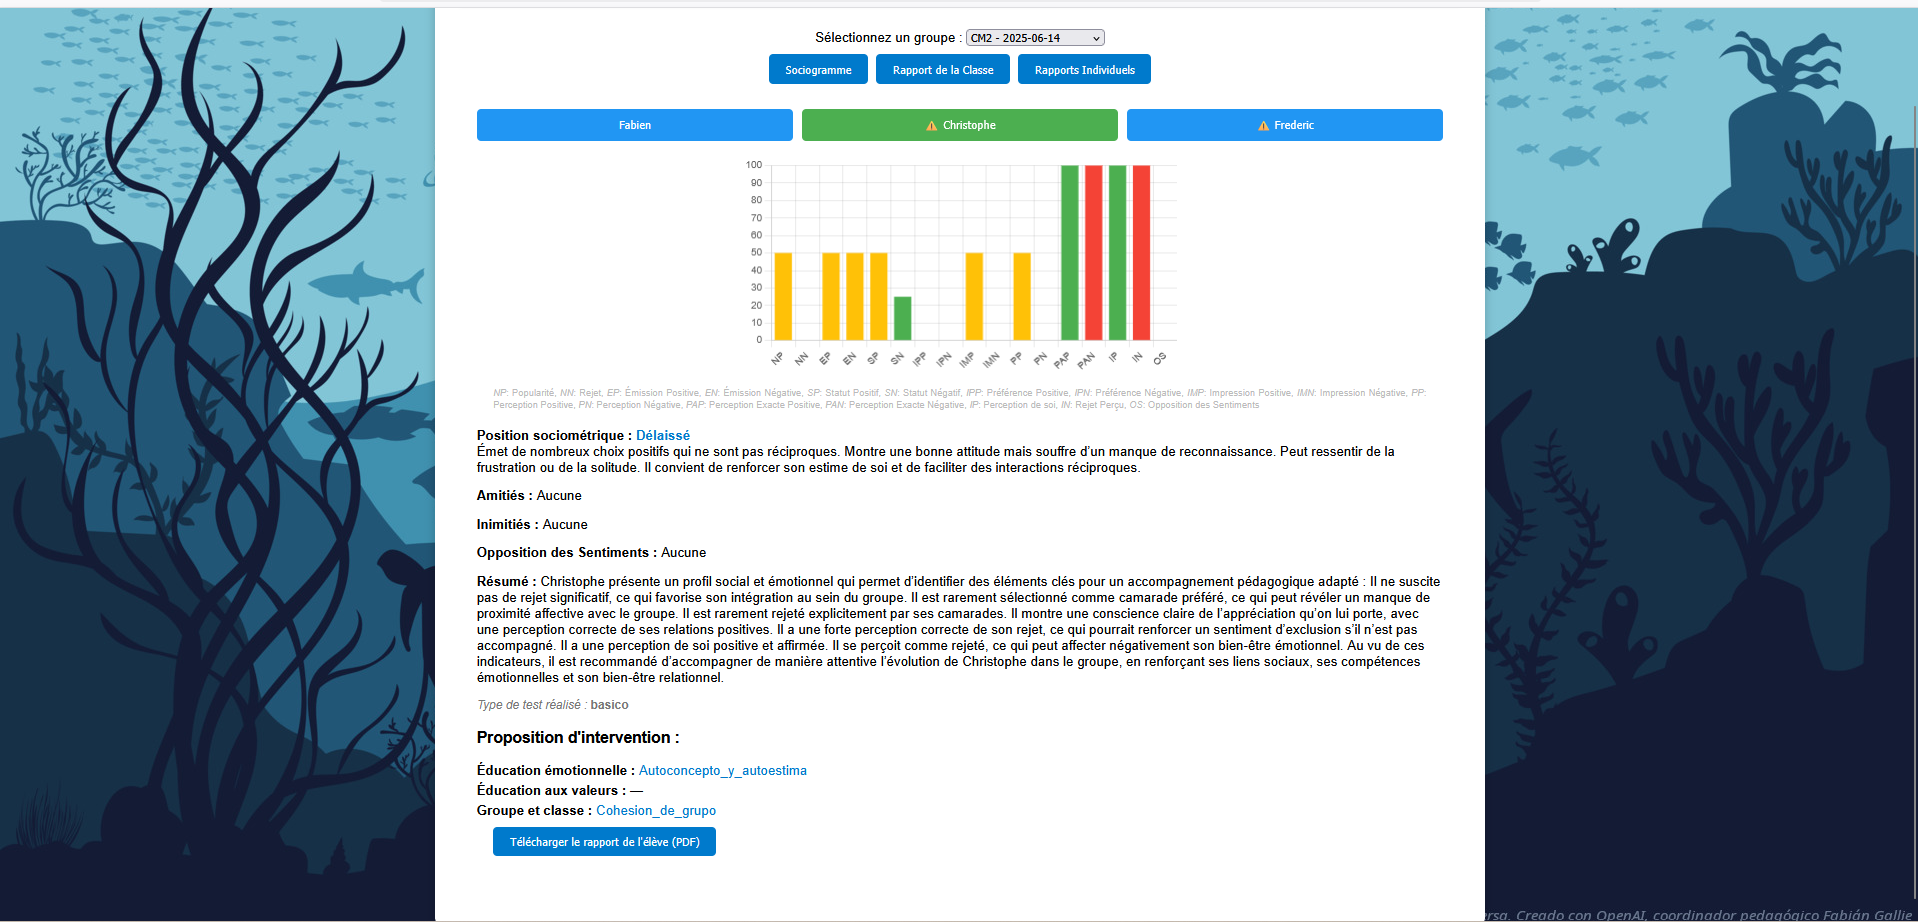 Sélectionnez un groupe : CM2 - 2025-06-14
Sociogramme Rapport de la Classe Rapports Individuels
Fabien ⚠ Christophe ⚠ Frederic
100
90
80
70
60
50
40
30
20
10
0
NP NN EP EN SP SN IPP IPN IMP IMN PP PN PAP PAN IP IN OS
NP: Popularité, NN: Rejet, EP: Émission Positive, EN: Émission Négative, SP: Statut Positif, SN: Statut Négatif, IPP: Préférence Positive, IPN: Préférence Négative, IMP: Impression Positive, IMN: Impression Négative, PP:
Perception Positive, PN: Perception Négative, PAP: Perception Exacte Positive, PAN: Perception Exacte Négative, IP: Perception de soi, IN: Rejet Perçu, OS: Opposition des Sentiments
Position sociométrique : Délaissé
Émet de nombreux choix positifs qui ne sont pas réciproques. Montre une bonne attitude mais souffre d’un manque de reconnaissance. Peut ressentir de la
frustration ou de la solitude. Il convient de renforcer son estime de soi et de faciliter des interactions réciproques.
Amitiés : Aucune
Inimitiés : Aucune
Opposition des Sentiments : Aucune
Résumé : Christophe présente un profil social et émotionnel qui permet d’identifier des éléments clés pour un accompagnement pédagogique adapté : Il ne suscite
pas de rejet significatif, ce qui favorise son intégration au sein du groupe. Il est rarement sélectionné comme camarade préféré, ce qui peut révéler un manque de
proximité affective avec le groupe. Il est rarement rejeté explicitement par ses camarades. Il montre une conscience claire de l’appréciation qu’on lui porte, avec
une perception correcte de ses relations positives. Il a une forte perception correcte de son rejet, ce qui pourrait renforcer un sentiment d’exclusion s’il n’est pas
accompagné. Il a une perception de soi positive et affirmée. Il se perçoit comme rejeté, ce qui peut affecter négativement son bien-être émotionnel. Au vu de ces
indicateurs, il est recommandé d’accompagner de manière attentive l’évolution de Christophe dans le groupe, en renforçant ses liens sociaux, ses compétences
émotionnelles et son bien-être relationnel.
Type de test réalisé : basico
Proposition d'intervention :
Éducation émotionnelle : Autoconcepto_y_autoestima
Éducation aux valeurs : —
Groupe et classe : Cohesion_de_grupo
Télécharger le rapport de l'élève (PDF)
rsa. Creado con OpenAI, coordinador pedagógico Fabián Gallie